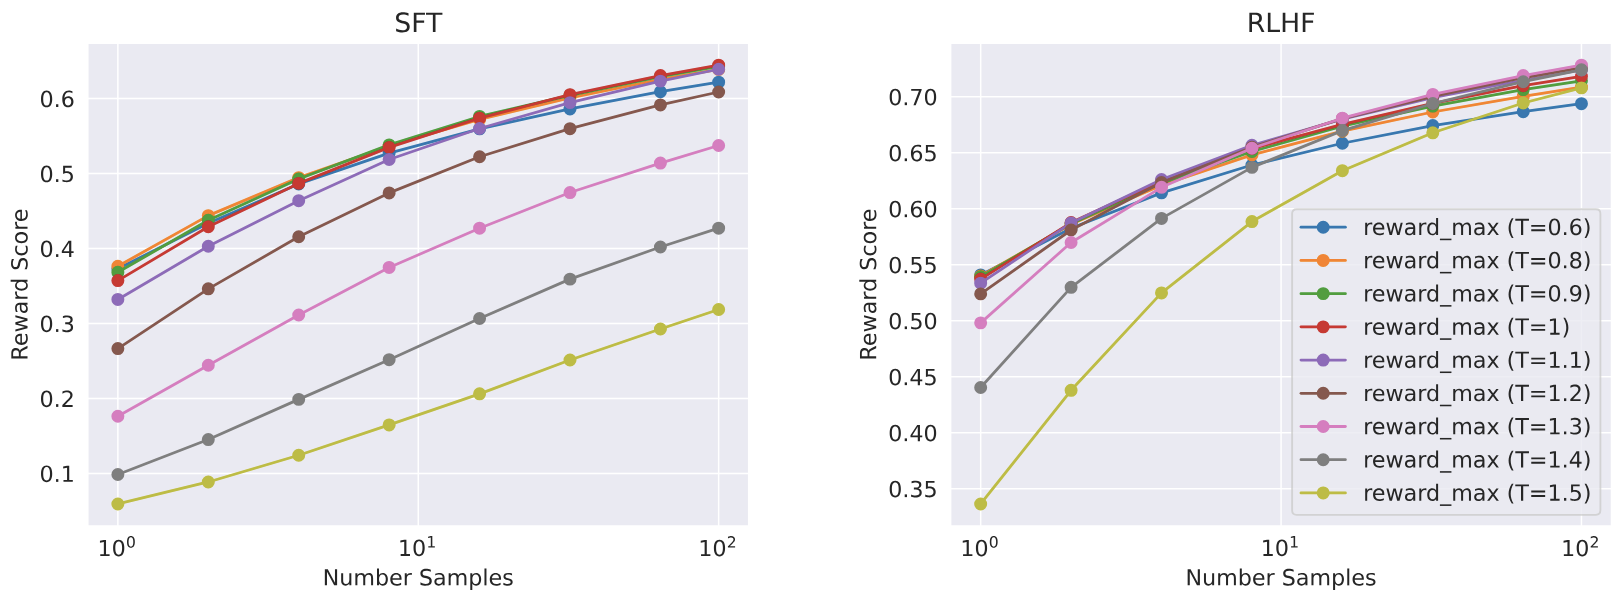 SFT
Reward Score
0.6
0.5
0.4
0.3
0.2
0.1
10⁰
10¹
10²
Number Samples
RLHF
Reward Score
0.70
0.65
0.60
0.55
0.50
0.45
0.40
0.35
reward_max (T=0.6)
reward_max (T=0.8)
reward_max (T=0.9)
reward_max (T=1)
reward_max (T=1.1)
reward_max (T=1.2)
reward_max (T=1.3)
reward_max (T=1.4)
reward_max (T=1.5)
10⁰
10¹
10²
Number Samples